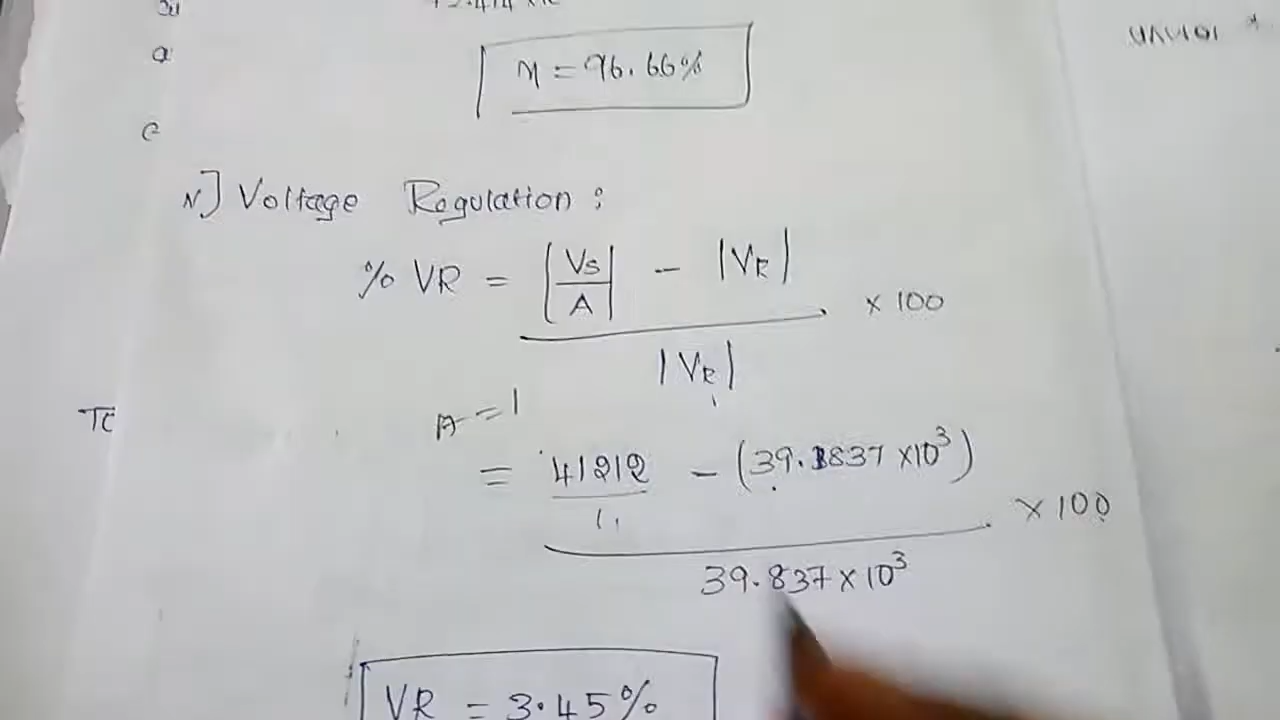 η = 96.66%
Voltage Regulation :
% VR = |Vs/A| - |VR| / |VR| × 100
A = 1
= 41212/1 - (39.837 × 10³) / 39.837 × 10³ × 100
VR = 3.45%